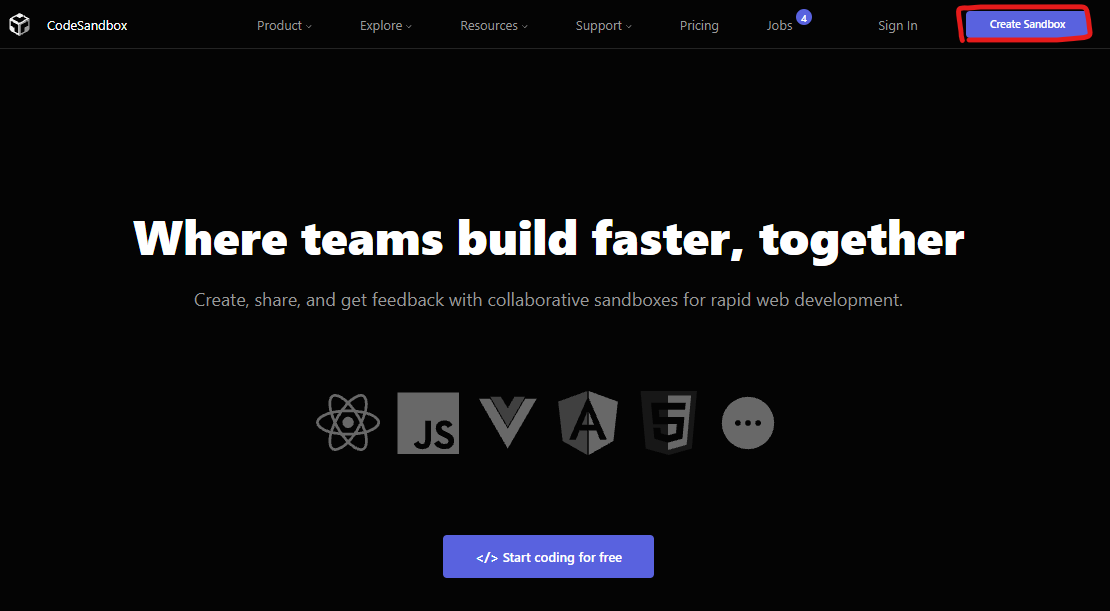 CodeSandbox Product Explore Resources Support Pricing Jobs 4 Sign In Create Sandbox
Where teams build faster, together
Create, share, and get feedback with collaborative sandboxes for rapid web development.
JS A 5
</> Start coding for free